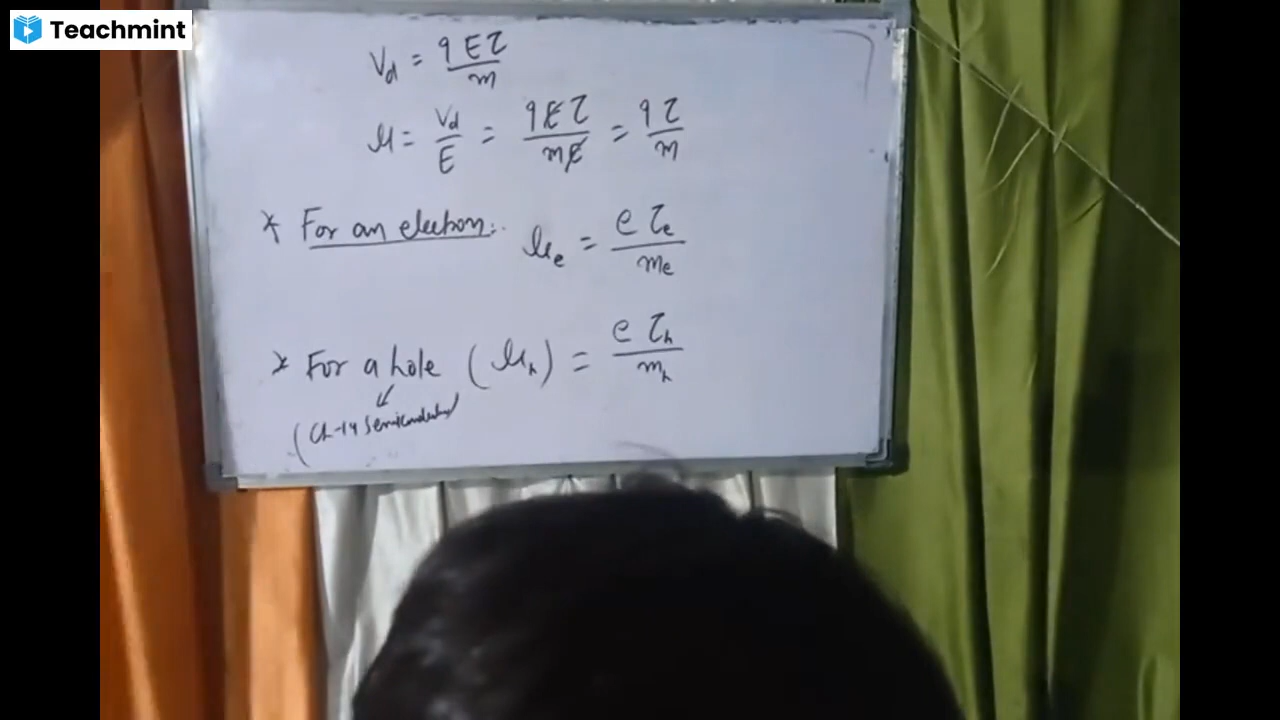 Teachmint
Vd = qEτ/m
μ = Vd/E = qEτ/mE = qτ/m
* For an electron:- μe = eτe/me
* For a hole (μh) = eτh/mh
(Ch-14 Semiconductor)